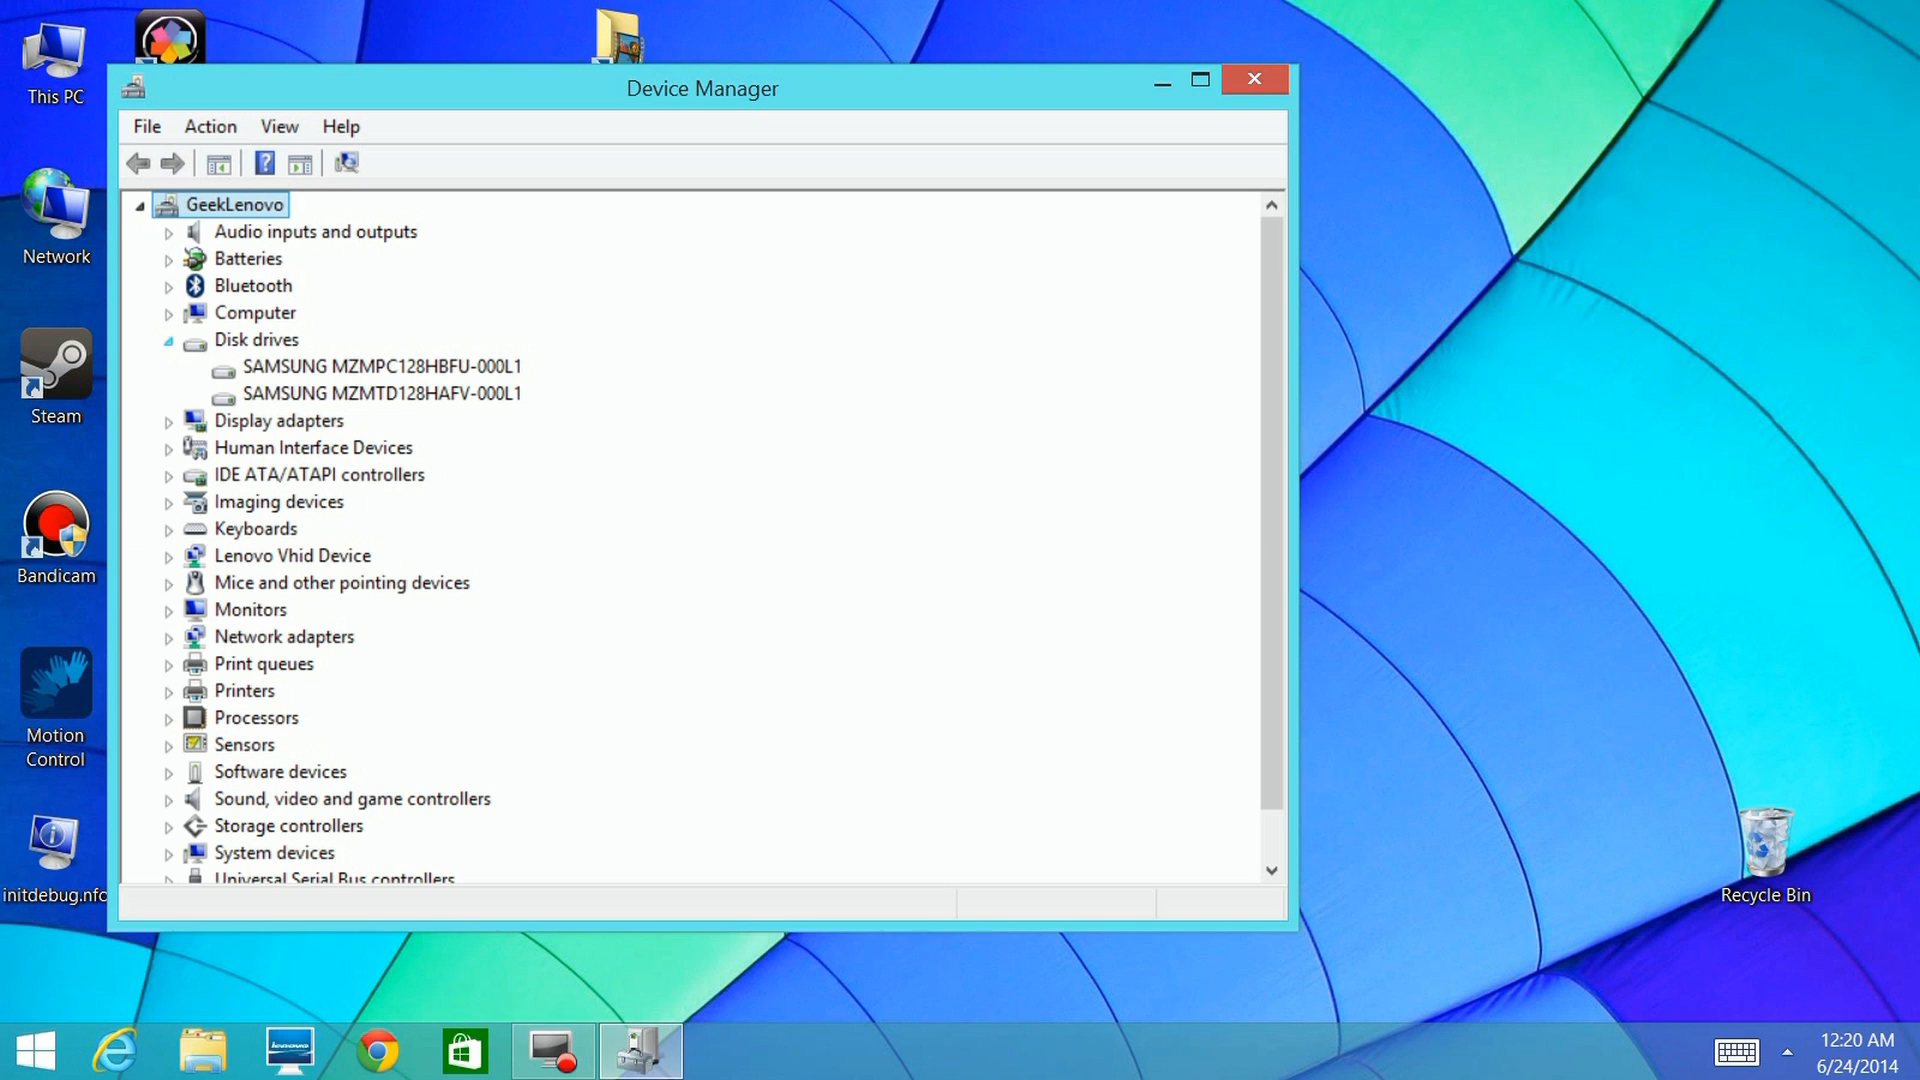 This PC
Network
Steam
Bandicam
Motion
Control
initdebug.nfo
Device Manager
File Action View Help
GeekLenovo
Audio inputs and outputs
Batteries
Bluetooth
Computer
Disk drives
SAMSUNG MZMPC128HBFU-000L1
SAMSUNG MZMTD128HAFV-000L1
Display adapters
Human Interface Devices
IDE ATA/ATAPI controllers
Imaging devices
Keyboards
Lenovo Vhid Device
Mice and other pointing devices
Monitors
Network adapters
Print queues
Printers
Processors
Sensors
Software devices
Sound, video and game controllers
Storage controllers
System devices
Universal Serial Bus controllers
Recycle Bin
12:20 AM
6/24/2014